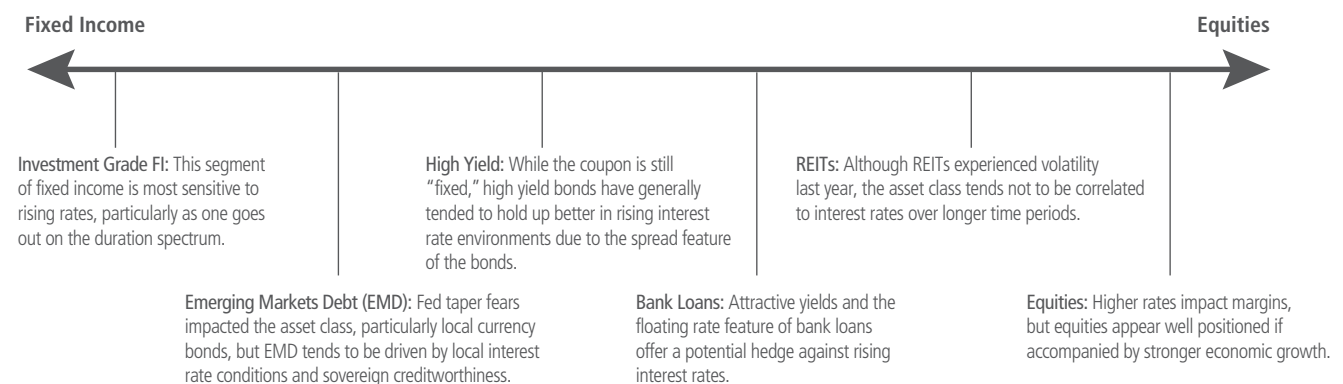 Fixed Income
Equities
Investment Grade FI: This segment
of fixed income is most sensitive to
rising rates, particularly as one goes
out on the duration spectrum.
High Yield: While the coupon is still
"fixed," high yield bonds have generally
tended to hold up better in rising interest
rate environments due to the spread feature
of the bonds.
REITs: Although REITs experienced volatility
last year, the asset class tends not to be correlated
to interest rates over longer time periods.
Emerging Markets Debt (EMD): Fed taper fears
impacted the asset class, particularly local currency
bonds, but EMD tends to be driven by local interest
rate conditions and sovereign creditworthiness.
Bank Loans: Attractive yields and the
floating rate feature of bank loans
offer a potential hedge against rising
interest rates.
Equities: Higher rates impact margins,
but equities appear well positioned if
accompanied by stronger economic growth.